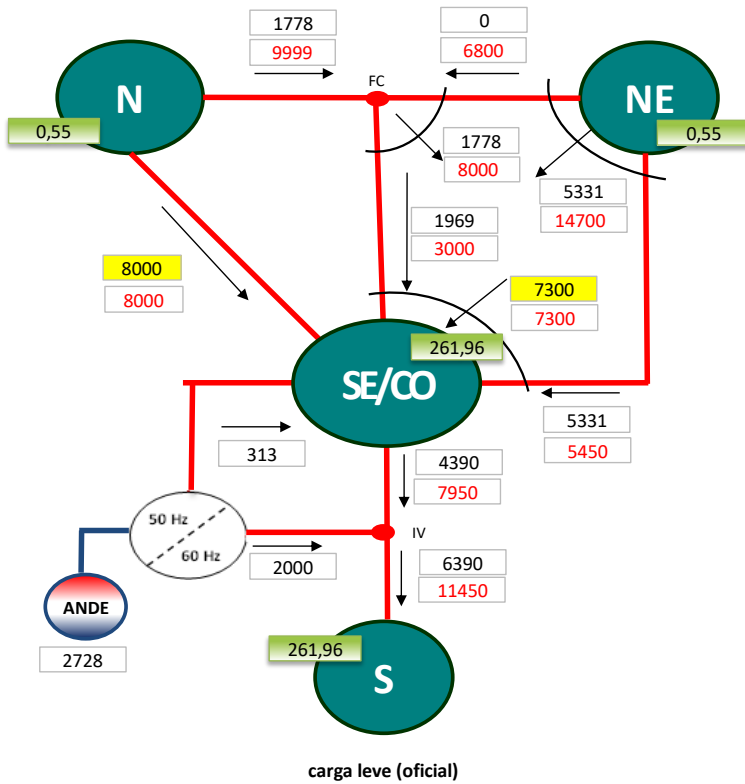 1778
9999
0
6800
FC
N
NE
0,55
0,55
1778
8000
5331
14700
1969
3000
8000
8000
7300
7300
261,96
SE/CO
5331
5450
313
4390
7950
50 Hz
60 Hz
IV
2000
6390
11450
ANDE
2728
261,96
S
carga leve (oficial)